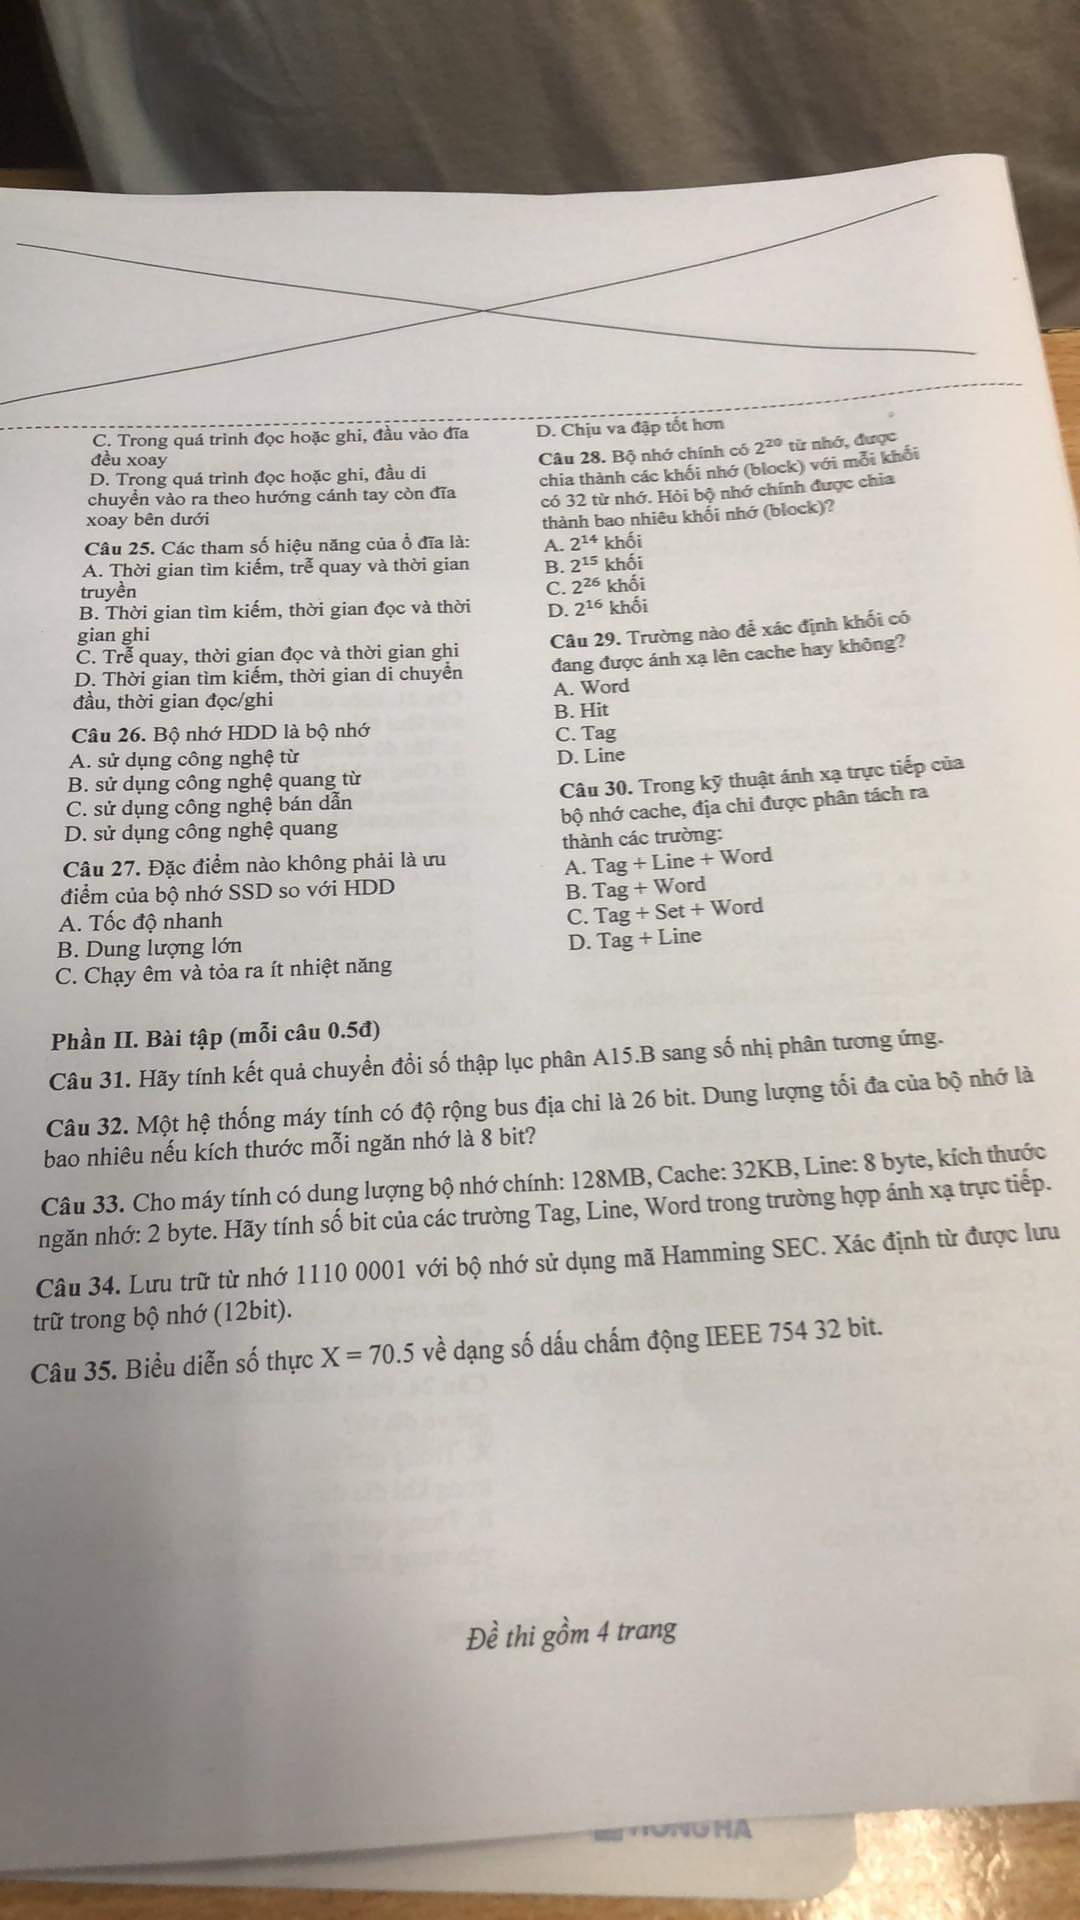 C. Trong quá trình đọc hoặc ghi, đầu vào đĩa
đều xoay
D. Trong quá trình đọc hoặc ghi, đầu di
chuyển vào ra theo hướng cánh tay còn đĩa
xoay bên dưới
Câu 25. Các tham số hiệu năng của ổ đĩa là:
A. Thời gian tìm kiếm, trễ quay và thời gian
truyền
B. Thời gian tìm kiếm, thời gian đọc và thời
gian ghi
C. Trễ quay, thời gian đọc và thời gian ghi
D. Thời gian tìm kiếm, thời gian di chuyển
đầu, thời gian đọc/ghi
Câu 26. Bộ nhớ HDD là bộ nhớ
A. sử dụng công nghệ từ
B. sử dụng công nghệ quang từ
C. sử dụng công nghệ bán dẫn
D. sử dụng công nghệ quang
Câu 27. Đặc điểm nào không phải là ưu
điểm của bộ nhớ SSD so với HDD
A. Tốc độ nhanh
B. Dung lượng lớn
C. Chạy êm và tỏa ra ít nhiệt năng
D. Chịu va đập tốt hơn
Câu 28. Bộ nhớ chính có 2²⁰ từ nhớ, được
chia thành các khối nhớ (block) với mỗi khối
có 32 từ nhớ. Hỏi bộ nhớ chính được chia
thành bao nhiêu khối nhớ (block)?
A. 2¹⁴ khối
B. 2¹⁵ khối
C. 2²⁶ khối
D. 2¹⁶ khối
Câu 29. Trường nào để xác định khối có
đang được ánh xạ lên cache hay không?
A. Word
B. Hit
C. Tag
D. Line
Câu 30. Trong kỹ thuật ánh xạ trực tiếp của
bộ nhớ cache, địa chỉ được phân tách ra
thành các trường:
A. Tag + Line + Word
B. Tag + Word
C. Tag + Set + Word
D. Tag + Line
Phần II. Bài tập (mỗi câu 0.5đ)
Câu 31. Hãy tính kết quả chuyển đổi số thập lục phân A15.B sang số nhị phân tương ứng.
Câu 32. Một hệ thống máy tính có độ rộng bus địa chỉ là 26 bit. Dung lượng tối đa của bộ nhớ là
bao nhiêu nếu kích thước mỗi ngăn nhớ là 8 bit?
Câu 33. Cho máy tính có dung lượng bộ nhớ chính: 128MB, Cache: 32KB, Line: 8 byte, kích thước
ngăn nhớ: 2 byte. Hãy tính số bit của các trường Tag, Line, Word trong trường hợp ánh xạ trực tiếp.
Câu 34. Lưu trữ từ nhớ 1110 0001 với bộ nhớ sử dụng mã Hamming SEC. Xác định từ được lưu
trữ trong bộ nhớ (12bit).
Câu 35. Biểu diễn số thực X = 70.5 về dạng số dấu chấm động IEEE 754 32 bit.
Đề thi gồm 4 trang